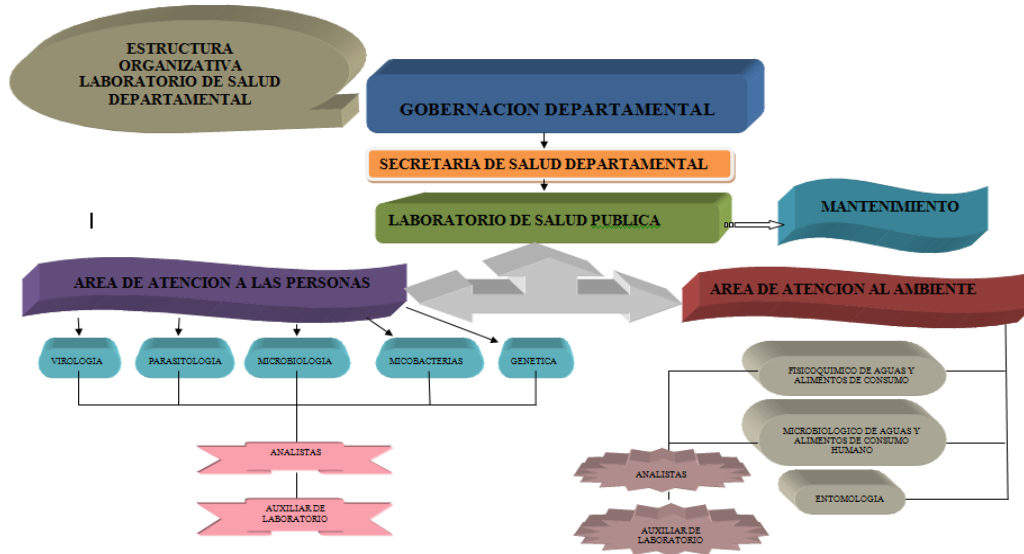 ESTRUCTURA
ORGANIZATIVA
LABORATORIO DE SALUD
DEPARTAMENTAL
GOBERNACION DEPARTAMENTAL
SECRETARIA DE SALUD DEPARTAMENTAL
LABORATORIO DE SALUD PUBLICA
MANTENIMIENTO
AREA DE ATENCION A LAS PERSONAS
AREA DE ATENCION AL AMBIENTE
VIROLOGIA
PARASITOLOGIA
MICROBIOLOGIA
MICOBACTERIAS
GENETICA
FISICOQUIMICO DE AGUAS Y
ALIMENTOS DE CONSUMO
MICROBIOLOGICO DE AGUAS Y
ALIMENTOS DE CONSUMO
HUMANO
ENTOMOLOGIA
ANALISTAS
AUXILIAR DE
LABORATORIO
ANALISTAS
AUXILIAR DE
LABORATORIO